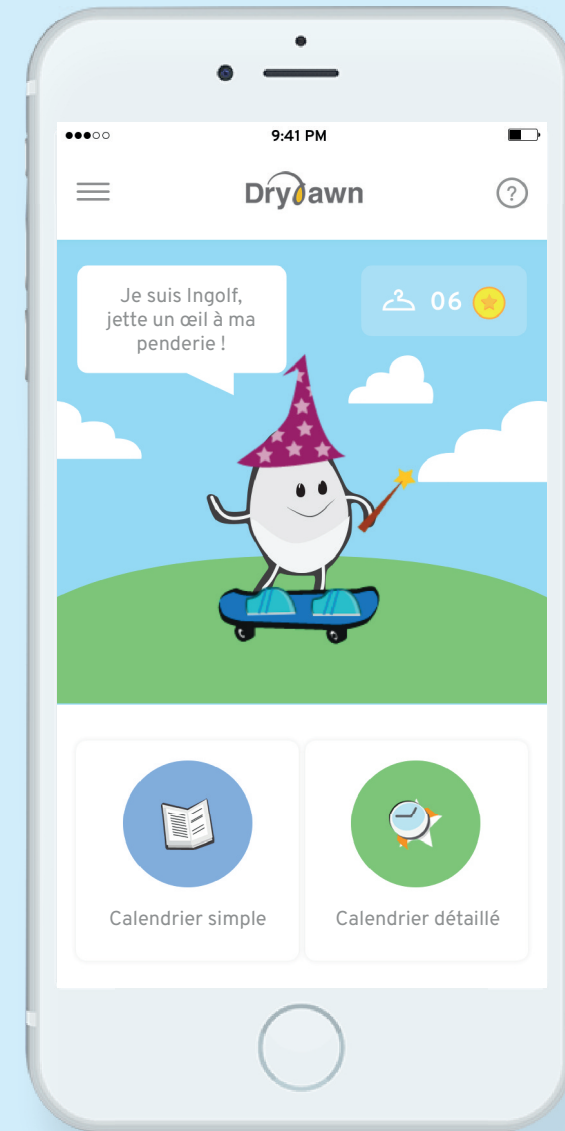 9:41 PM
Drydawn
?
Je suis Ingolf,
jette un œil à ma
penderie !
06
Calendrier simple
Calendrier détaillé